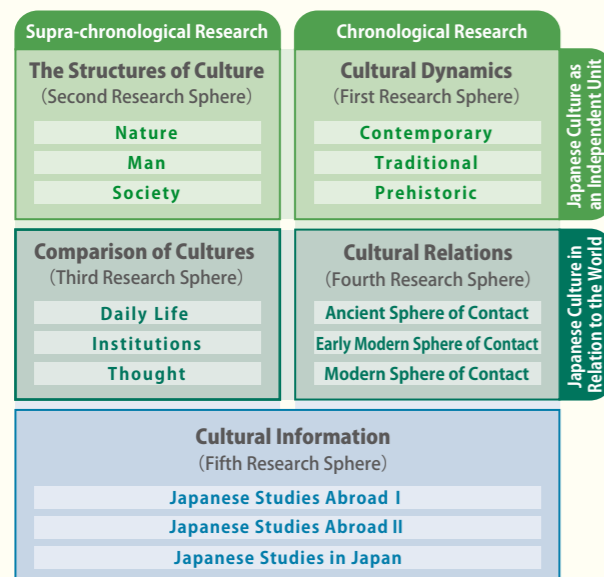 Supra-chronological Research
Chronological Research
The Structures of Culture
(Second Research Sphere)
Nature
Man
Society
Cultural Dynamics
(First Research Sphere)
Contemporary
Traditional
Prehistoric
Japanese Culture as
an Independent Unit
Comparison of Cultures
(Third Research Sphere)
Daily Life
Institutions
Thought
Cultural Relations
(Fourth Research Sphere)
Ancient Sphere of Contact
Early Modern Sphere of Contact
Modern Sphere of Contact
Japanese Culture in
Relation to the World
Cultural Information
(Fifth Research Sphere)
Japanese Studies Abroad I
Japanese Studies Abroad II
Japanese Studies in Japan